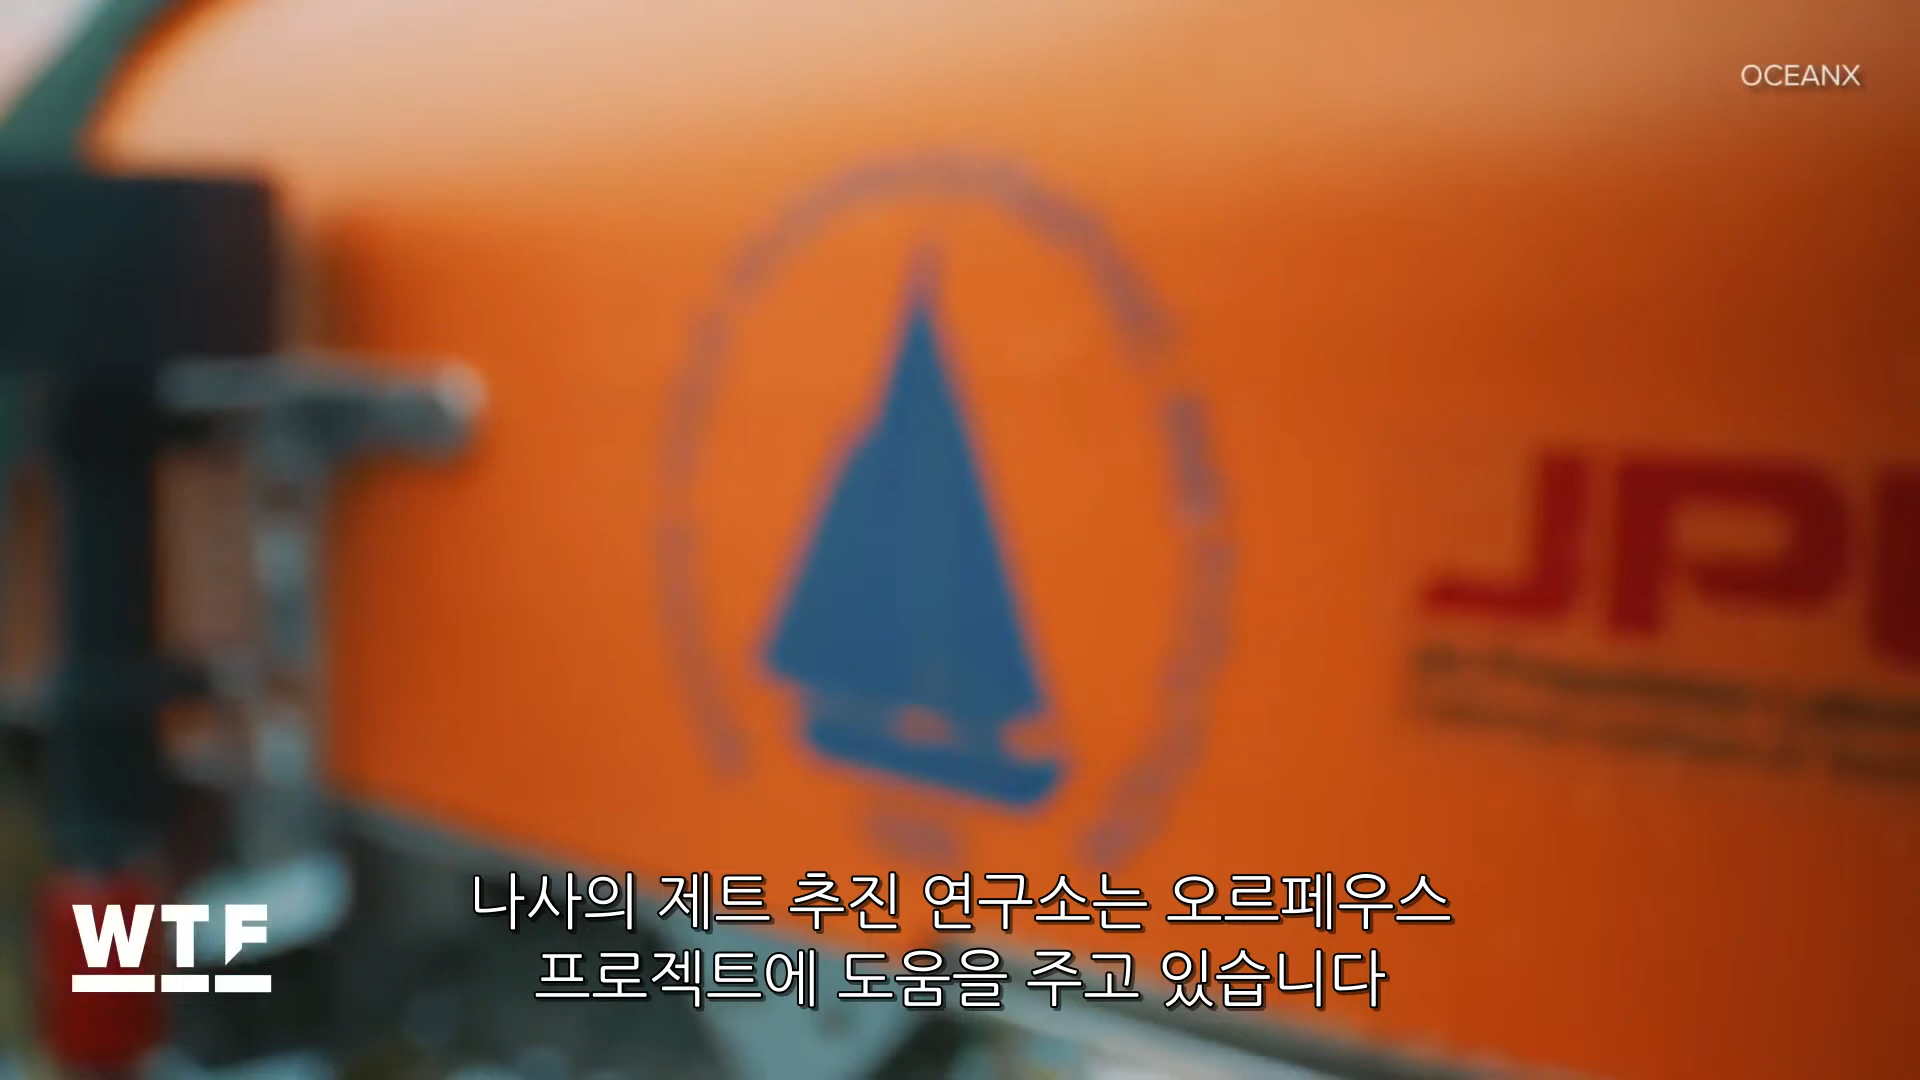 OCEANX
JP
WTF
나사의 제트 추진 연구소는 오르페우스
프로젝트에 도움을 주고 있습니다